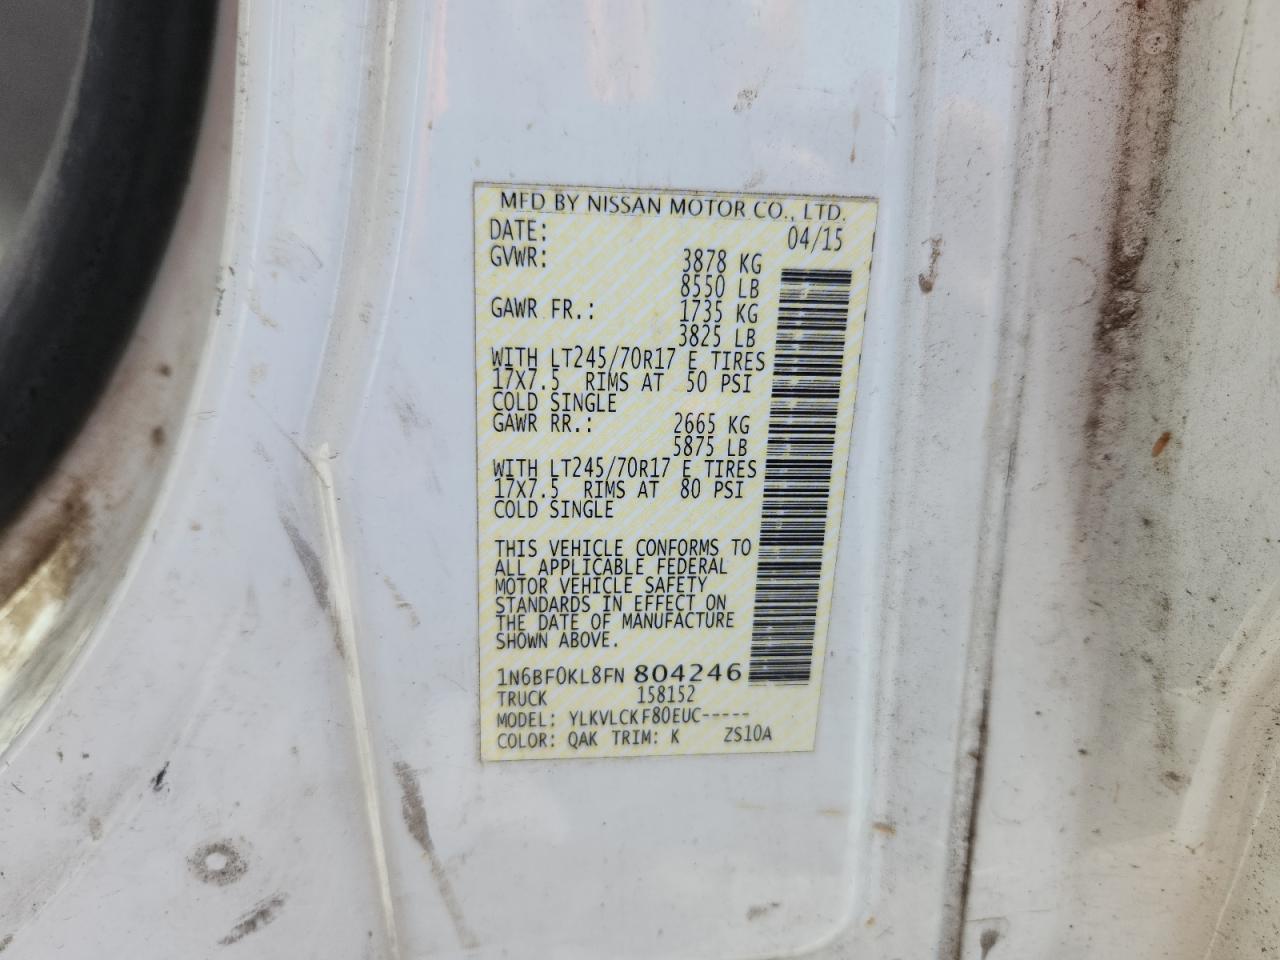 MFD BY NISSAN MOTOR CO., LTD.
DATE: 04/15
GVWR: 3878 KG
8550 LB
GAWR FR.: 1735 KG
3825 LB
WITH LT245/70R17 E TIRES
17X7.5 RIMS AT 50 PSI
COLD SINGLE
GAWR RR.: 2665 KG
5875 LB
WITH LT245/70R17 E TIRES
17X7.5 RIMS AT 80 PSI
COLD SINGLE
THIS VEHICLE CONFORMS TO
ALL APPLICABLE FEDERAL
MOTOR VEHICLE SAFETY
STANDARDS IN EFFECT ON
THE DATE OF MANUFACTURE
SHOWN ABOVE.
1N6BF0KL8FN 804246
TRUCK 158152
MODEL: YLKVLCKF80EUC-----
COLOR: QAK TRIM: K ZS10A